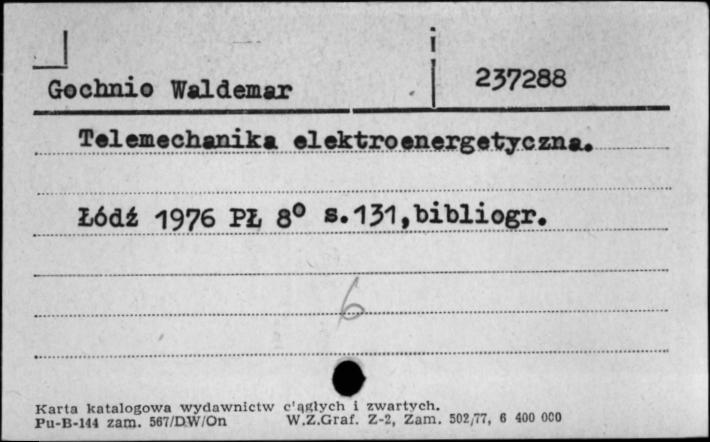 Gochnio Waldemar 237288
Telemechanika elektroenergetyczna.
Łódź 1976 PŁ 8° s.131,bibliogr.
6
Karta katalogowa wydawnictw c'ągłych i zwartych.
Pu-B-144 zam. 567/DW/On W.Z.Graf. Z-2, Zam. 502/77, 6 400 000